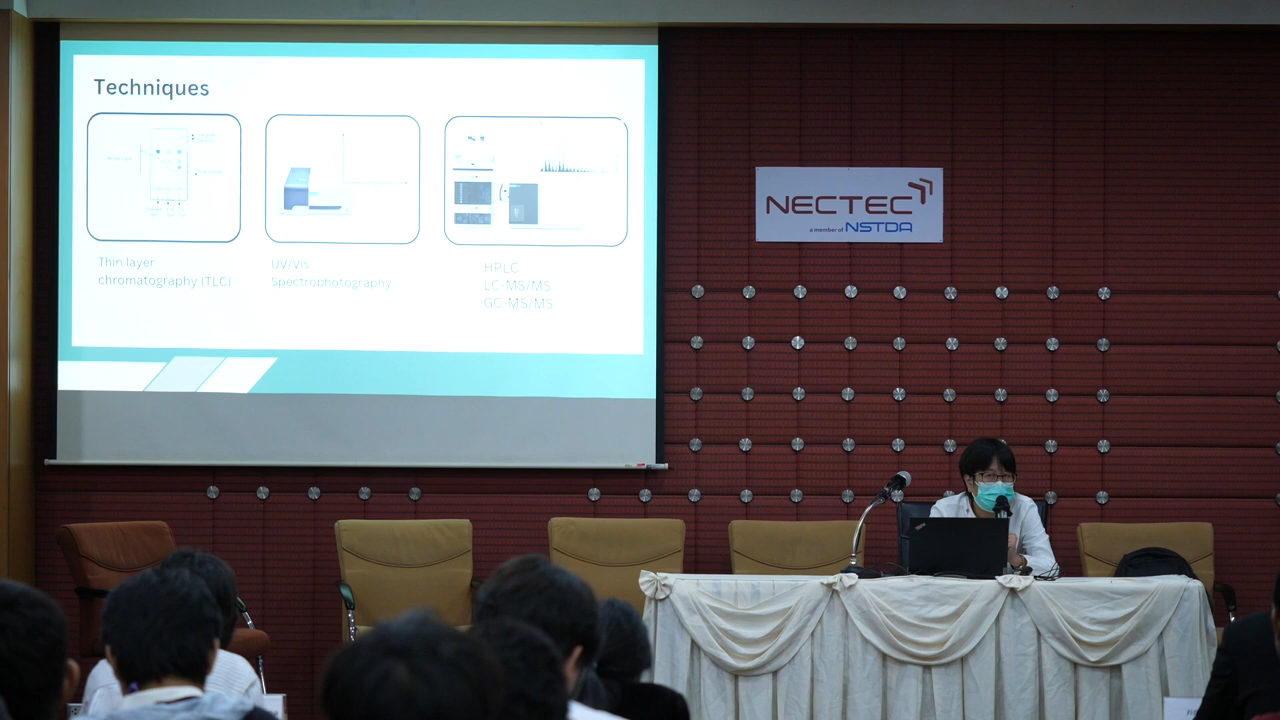 Techniques
Thin layer
chromatography (TLC)
UV/Vis
Spectrophotography
HPLC
LC-MS/MS
GC-MS/MS
NECTEC
a member of NSTDA